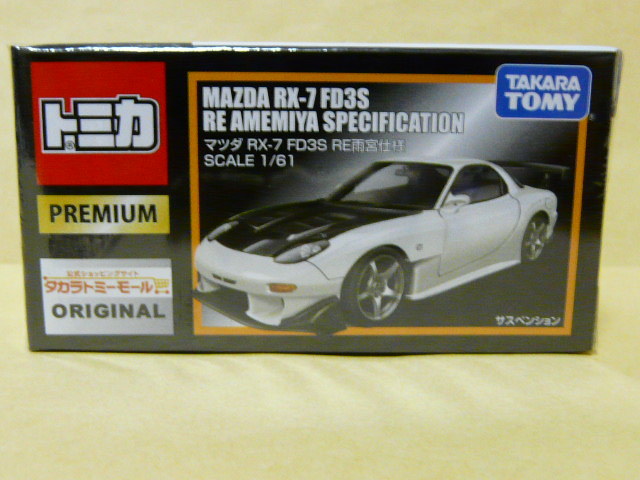 トミカ
PREMIUM
公式ショッピングサイト
タカラトミーモール
ORIGINAL
MAZDA RX-7 FD3S
RE AMEMIYA SPECIFICATION
マツダ RX-7 FD3S RE雨宮仕様
SCALE 1/61
TAKARA
TOMY
サスペンション